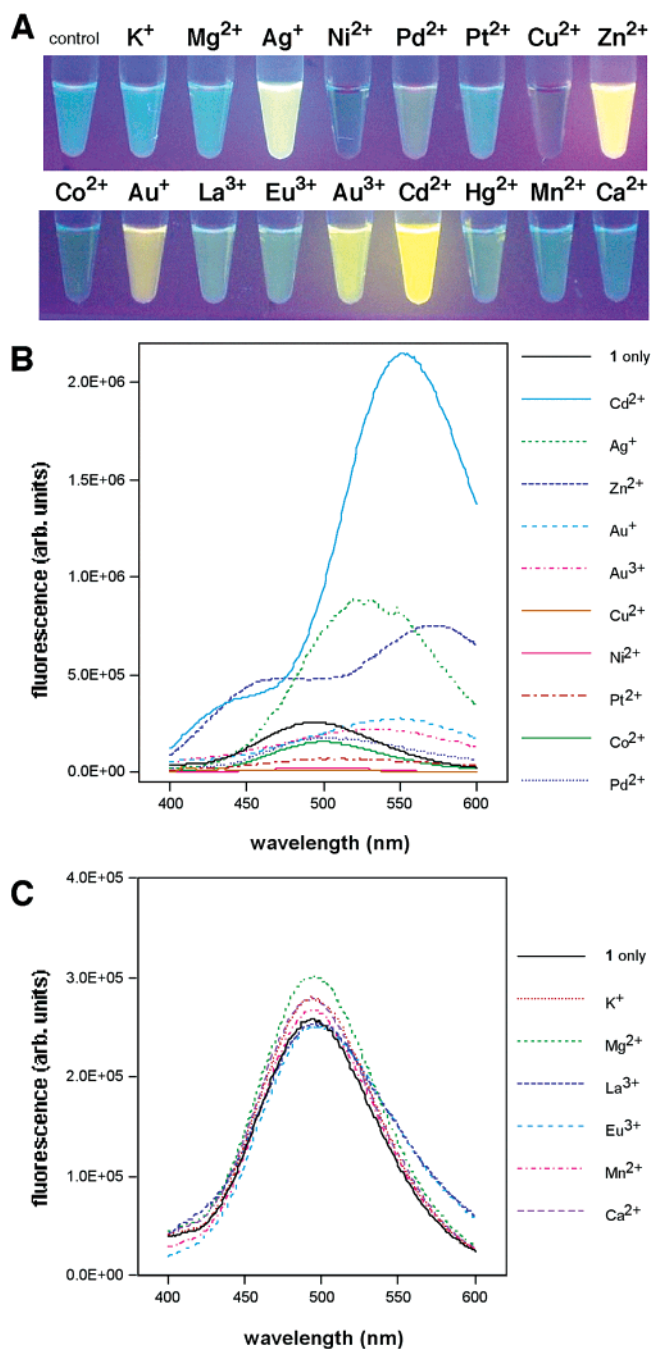 A
control K⁺ Mg²⁺ Ag⁺ Ni²⁺ Pd²⁺ Pt²⁺ Cu²⁺ Zn²⁺
Co²⁺ Au⁺ La³⁺ Eu³⁺ Au³⁺ Cd²⁺ Hg²⁺ Mn²⁺ Ca²⁺
B
fluorescence (arb. units)
2.0E+06
1.5E+06
1.0E+06
5.0E+05
0.0E+00
400 450 500 550 600
wavelength (nm)
1 only
Cd²⁺
Ag⁺
Zn²⁺
Au⁺
Au³⁺
Cu²⁺
Ni²⁺
Pt²⁺
Co²⁺
Pd²⁺
C
fluorescence (arb. units)
4.0E+05
3.0E+05
2.0E+05
1.0E+05
0.0E+00
400 450 500 550 600
wavelength (nm)
1 only
K⁺
Mg²⁺
La³⁺
Eu³⁺
Mn²⁺
Ca²⁺